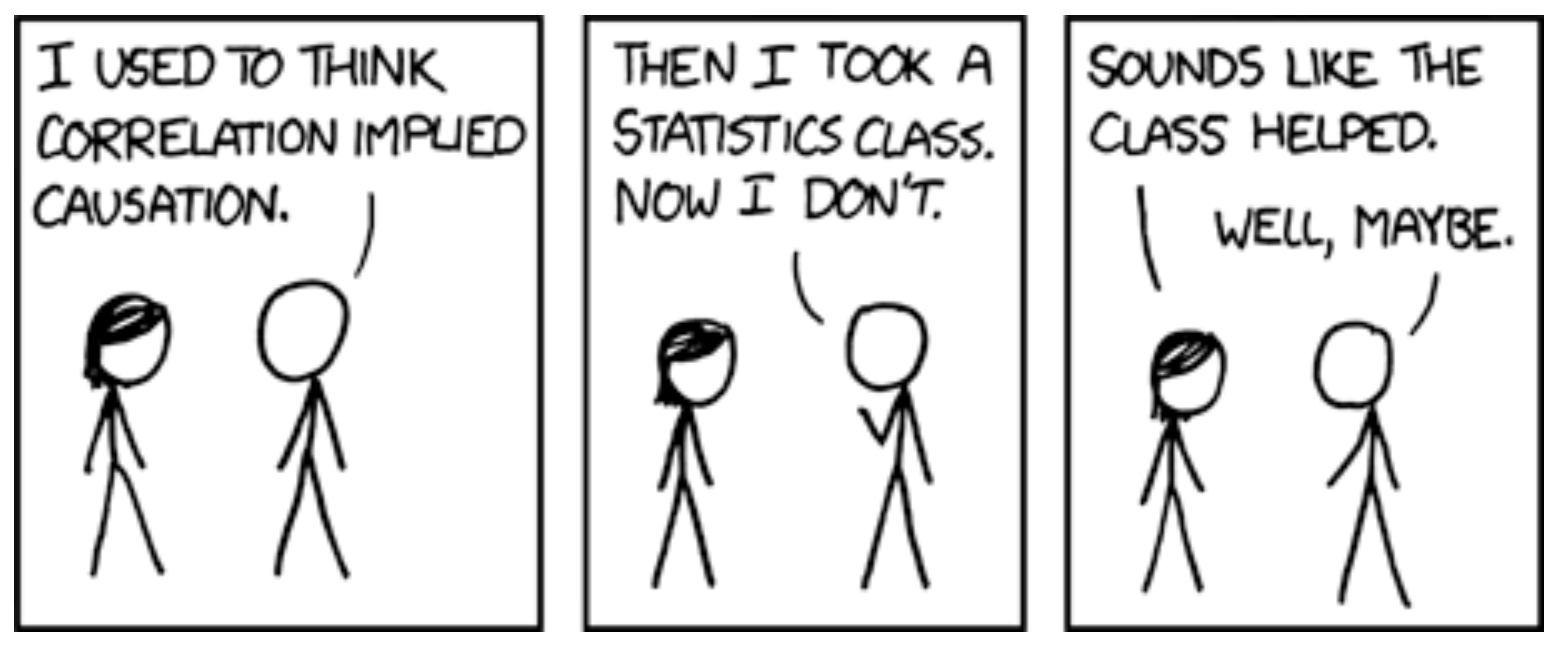 I USED TO THINK
CORRELATION IMPLIED
CAUSATION.
THEN I TOOK A
STATISTICS CLASS.
NOW I DON'T.
SOUNDS LIKE THE
CLASS HELPED.
WELL, MAYBE.